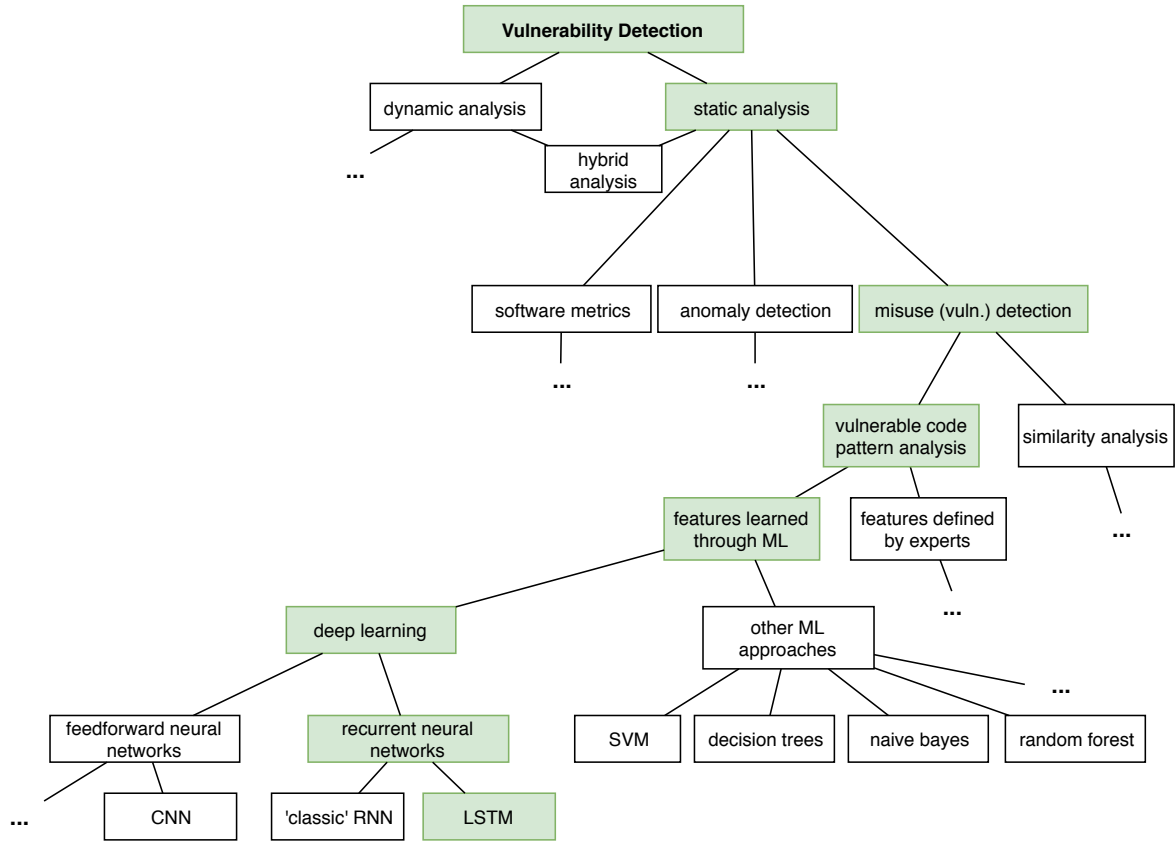 Vulnerability Detection
dynamic analysis
static analysis
hybrid
analysis
...
software metrics
anomaly detection
misuse (vuln.) detection
...
...
vulnerable code
pattern analysis
similarity analysis
features learned
through ML
features defined
by experts
...
...
deep learning
other ML
approaches
...
feedforward neural
networks
recurrent neural
networks
SVM
decision trees
naive bayes
random forest
...
CNN
'classic' RNN
LSTM